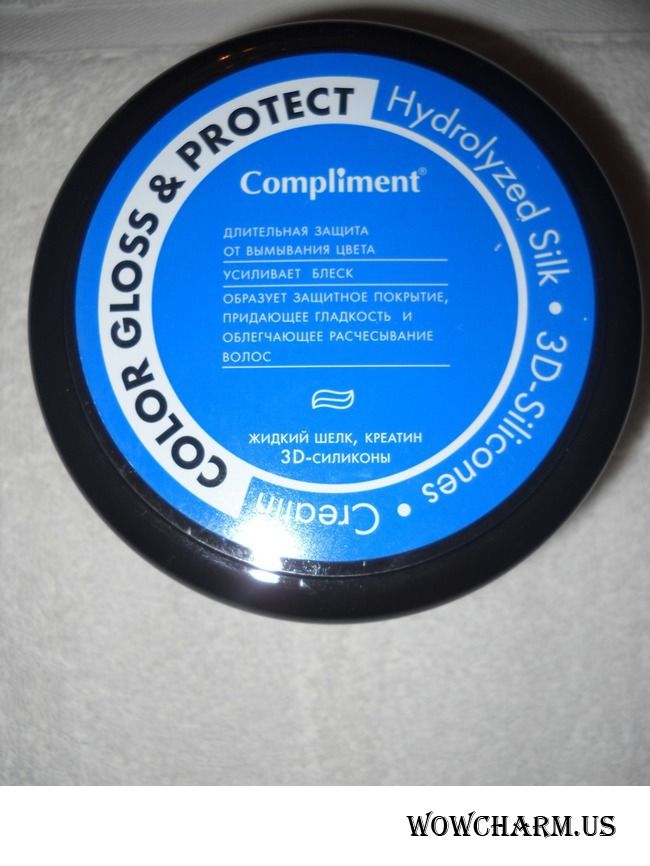 COLOR GLOSS & PROTECT
Hydrolyzed Silk • 3D-Silicones •
Compliment®
ДЛИТЕЛЬНАЯ ЗАЩИТА
ОТ ВЫМЫВАНИЯ ЦВЕТА
УСИЛИВАЕТ БЛЕСК
ОБРАЗУЕТ ЗАЩИТНОЕ ПОКРЫТИЕ,
ПРИДАЮЩЕЕ ГЛАДКОСТЬ И
ОБЛЕГЧАЮЩЕЕ РАСЧЕСЫВАНИЕ
ВОЛОС
ЖИДКИЙ ШЕЛК, КРЕАТИН
3D-СИЛИКОНЫ
WOWCHARM.US